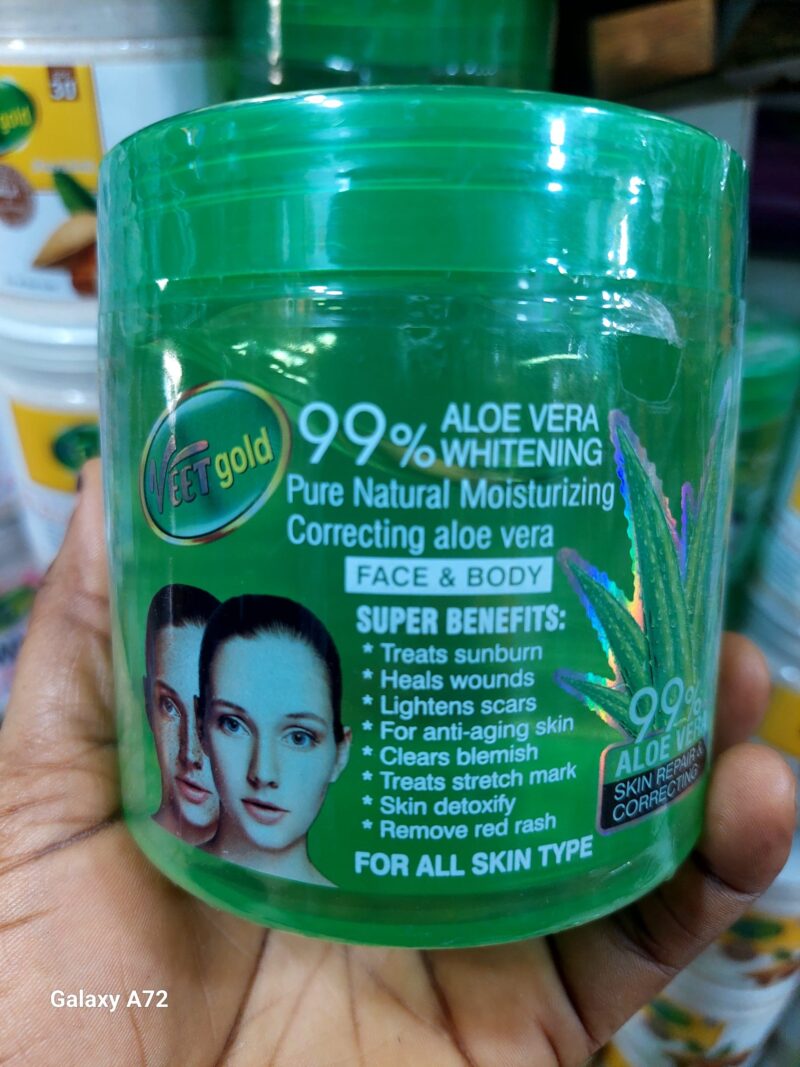 30
gold
VEET gold
99% ALOE VERA
WHITENING
Pure Natural Moisturizing
Correcting aloe vera
FACE & BODY
SUPER BENEFITS:
* Treats sunburn
* Heals wounds
* Lightens scars
* For anti-aging skin
* Clears blemish
* Treats stretch mark
* Skin detoxify
* Remove red rash
FOR ALL SKIN TYPE
99%
ALOE VERA
SKIN REPAIR &
CORRECTING
Galaxy A72